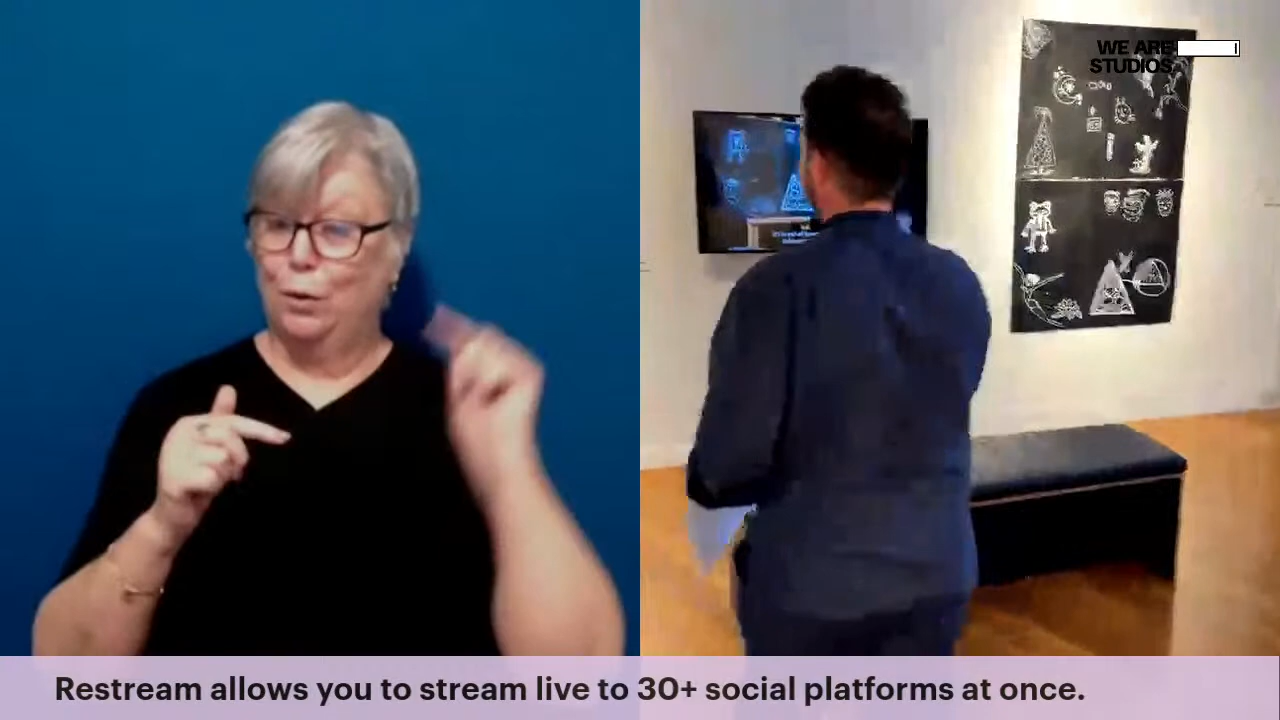 WE ARE
STUDIOS
Restream allows you to stream live to 30+ social platforms at once.